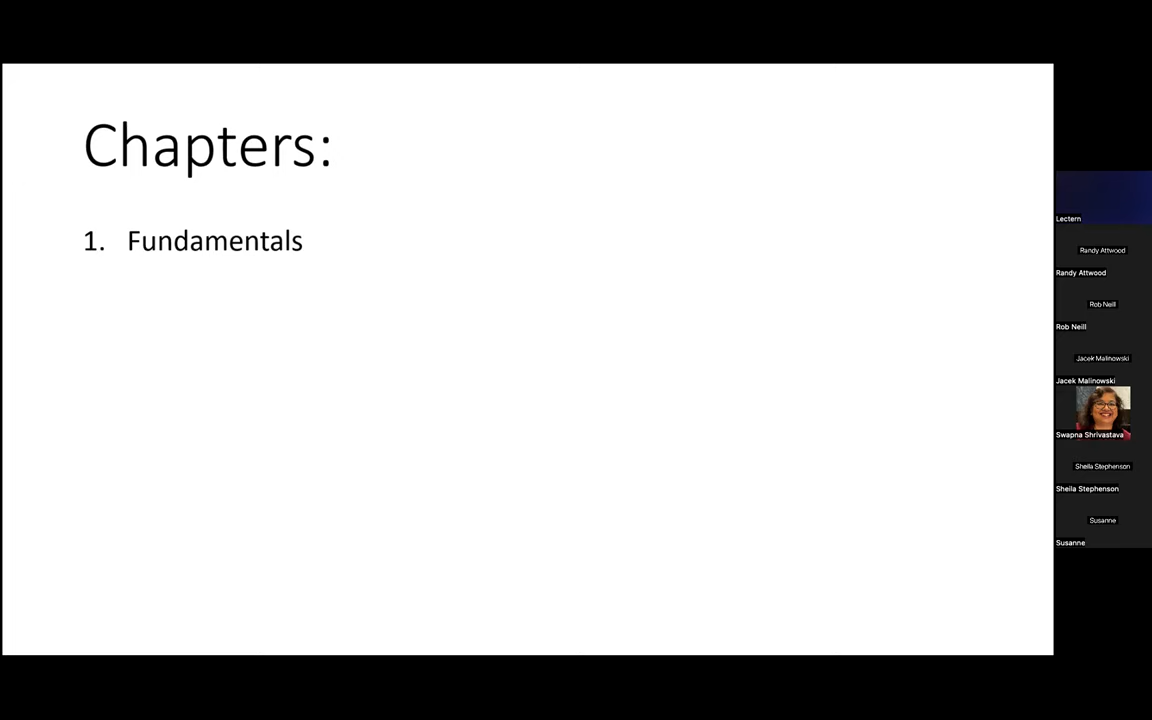 Chapters:
1. Fundamentals
Lectern
Randy Attwood
Randy Attwood
Rob Neill
Rob Neill
Jacek Malinowski
Jacek Malinowski
Swapna Shrivastava
Sheila Stephenson
Sheila Stephenson
Susanne
Susanne